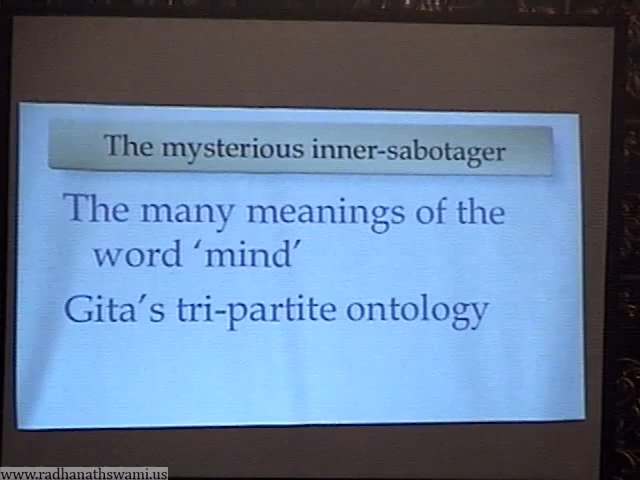 The mysterious inner-sabotager
The many meanings of the
word ‘mind’
Gita’s tri-partite ontology
www.radhanathswami.us